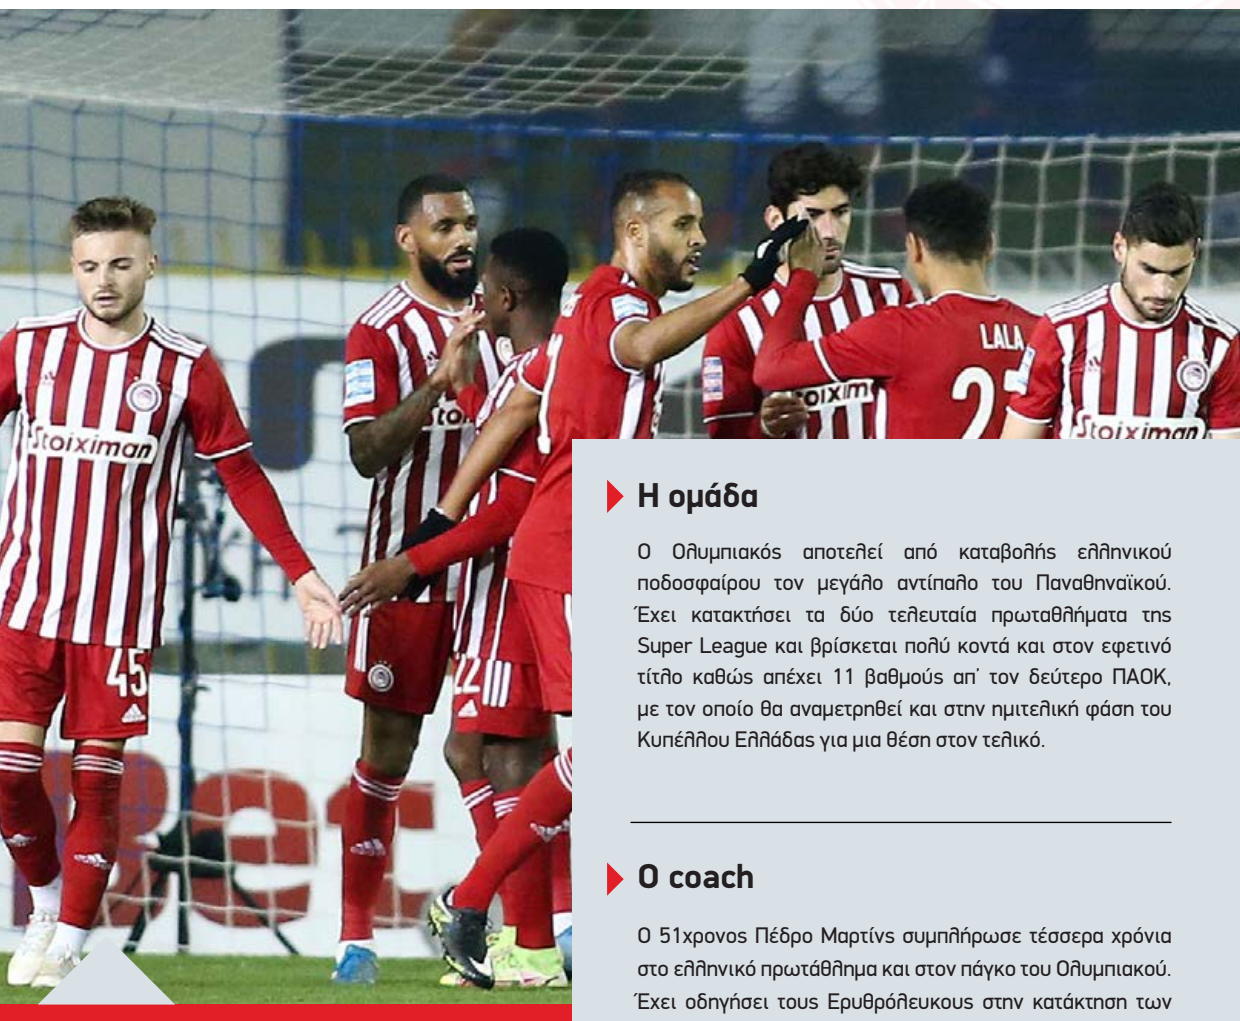 LALA
27
Stoiximan
Stoiximan
45
22
Bet
Η ομάδα
Ο Ολυμπιακός αποτελεί από καταβολής ελληνικού
ποδοσφαίρου τον μεγάλο αντίπαλο του Παναθηναϊκού.
Έχει κατακτήσει τα δύο τελευταία πρωταθλήματα της
Super League και βρίσκεται πολύ κοντά και στον εφετινό
τίτλο καθώς απέχει 11 βαθμούς απ' τον δεύτερο ΠΑΟΚ,
με τον οποίο θα αναμετρηθεί και στην ημιτελική φάση του
Κυπέλλου Ελλάδας για μια θέση στον τελικό.
Ο coach
Ο 51χρονος Πέδρο Μαρτίνς συμπλήρωσε τέσσερα χρόνια
στο ελληνικό πρωτάθλημα και στον πάγκο του Ολυμπιακού.
Έχει οδηγήσει τους Ερυθρόλευκους στην κατάκτηση των